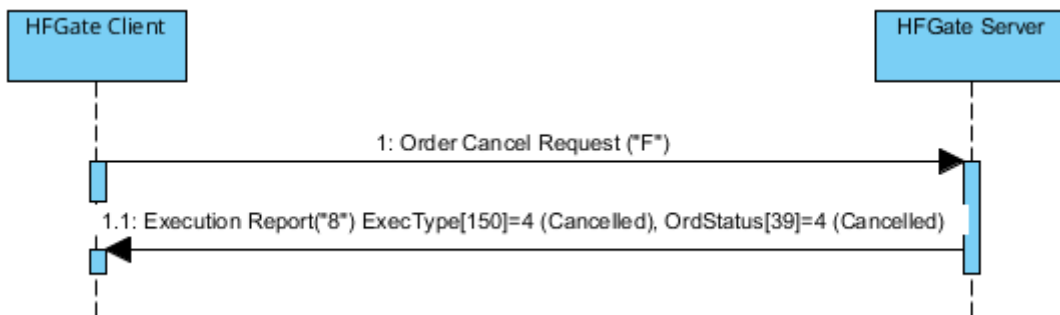 HFGate Client
HFGate Server
1: Order Cancel Request ("F")
1.1: Execution Report("8") ExecType[150]=4 (Cancelled), OrdStatus[39]=4 (Cancelled)